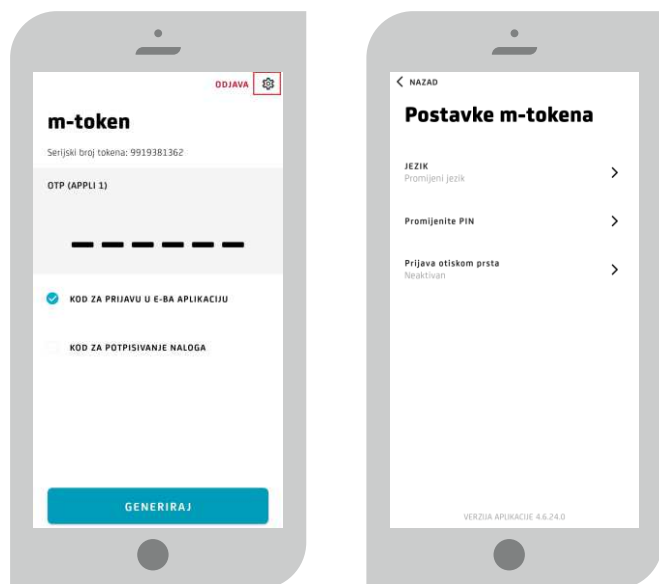 ODJAVA
m-token
Serijski broj tokena: 9919381362
OTP (APPLI 1)
KOD ZA PRIJAVU U E-BA APLIKACIJU
KOD ZA POTPISIVANJE NALOGA
GENERIRAJ
NAZAD
Postavke m-tokena
JEZIK
Promijeni jezik
Promijenite PIN
Prijava otiskom prsta
Neaktivan
VERZIJA APLIKACIJE 4.6.24.0